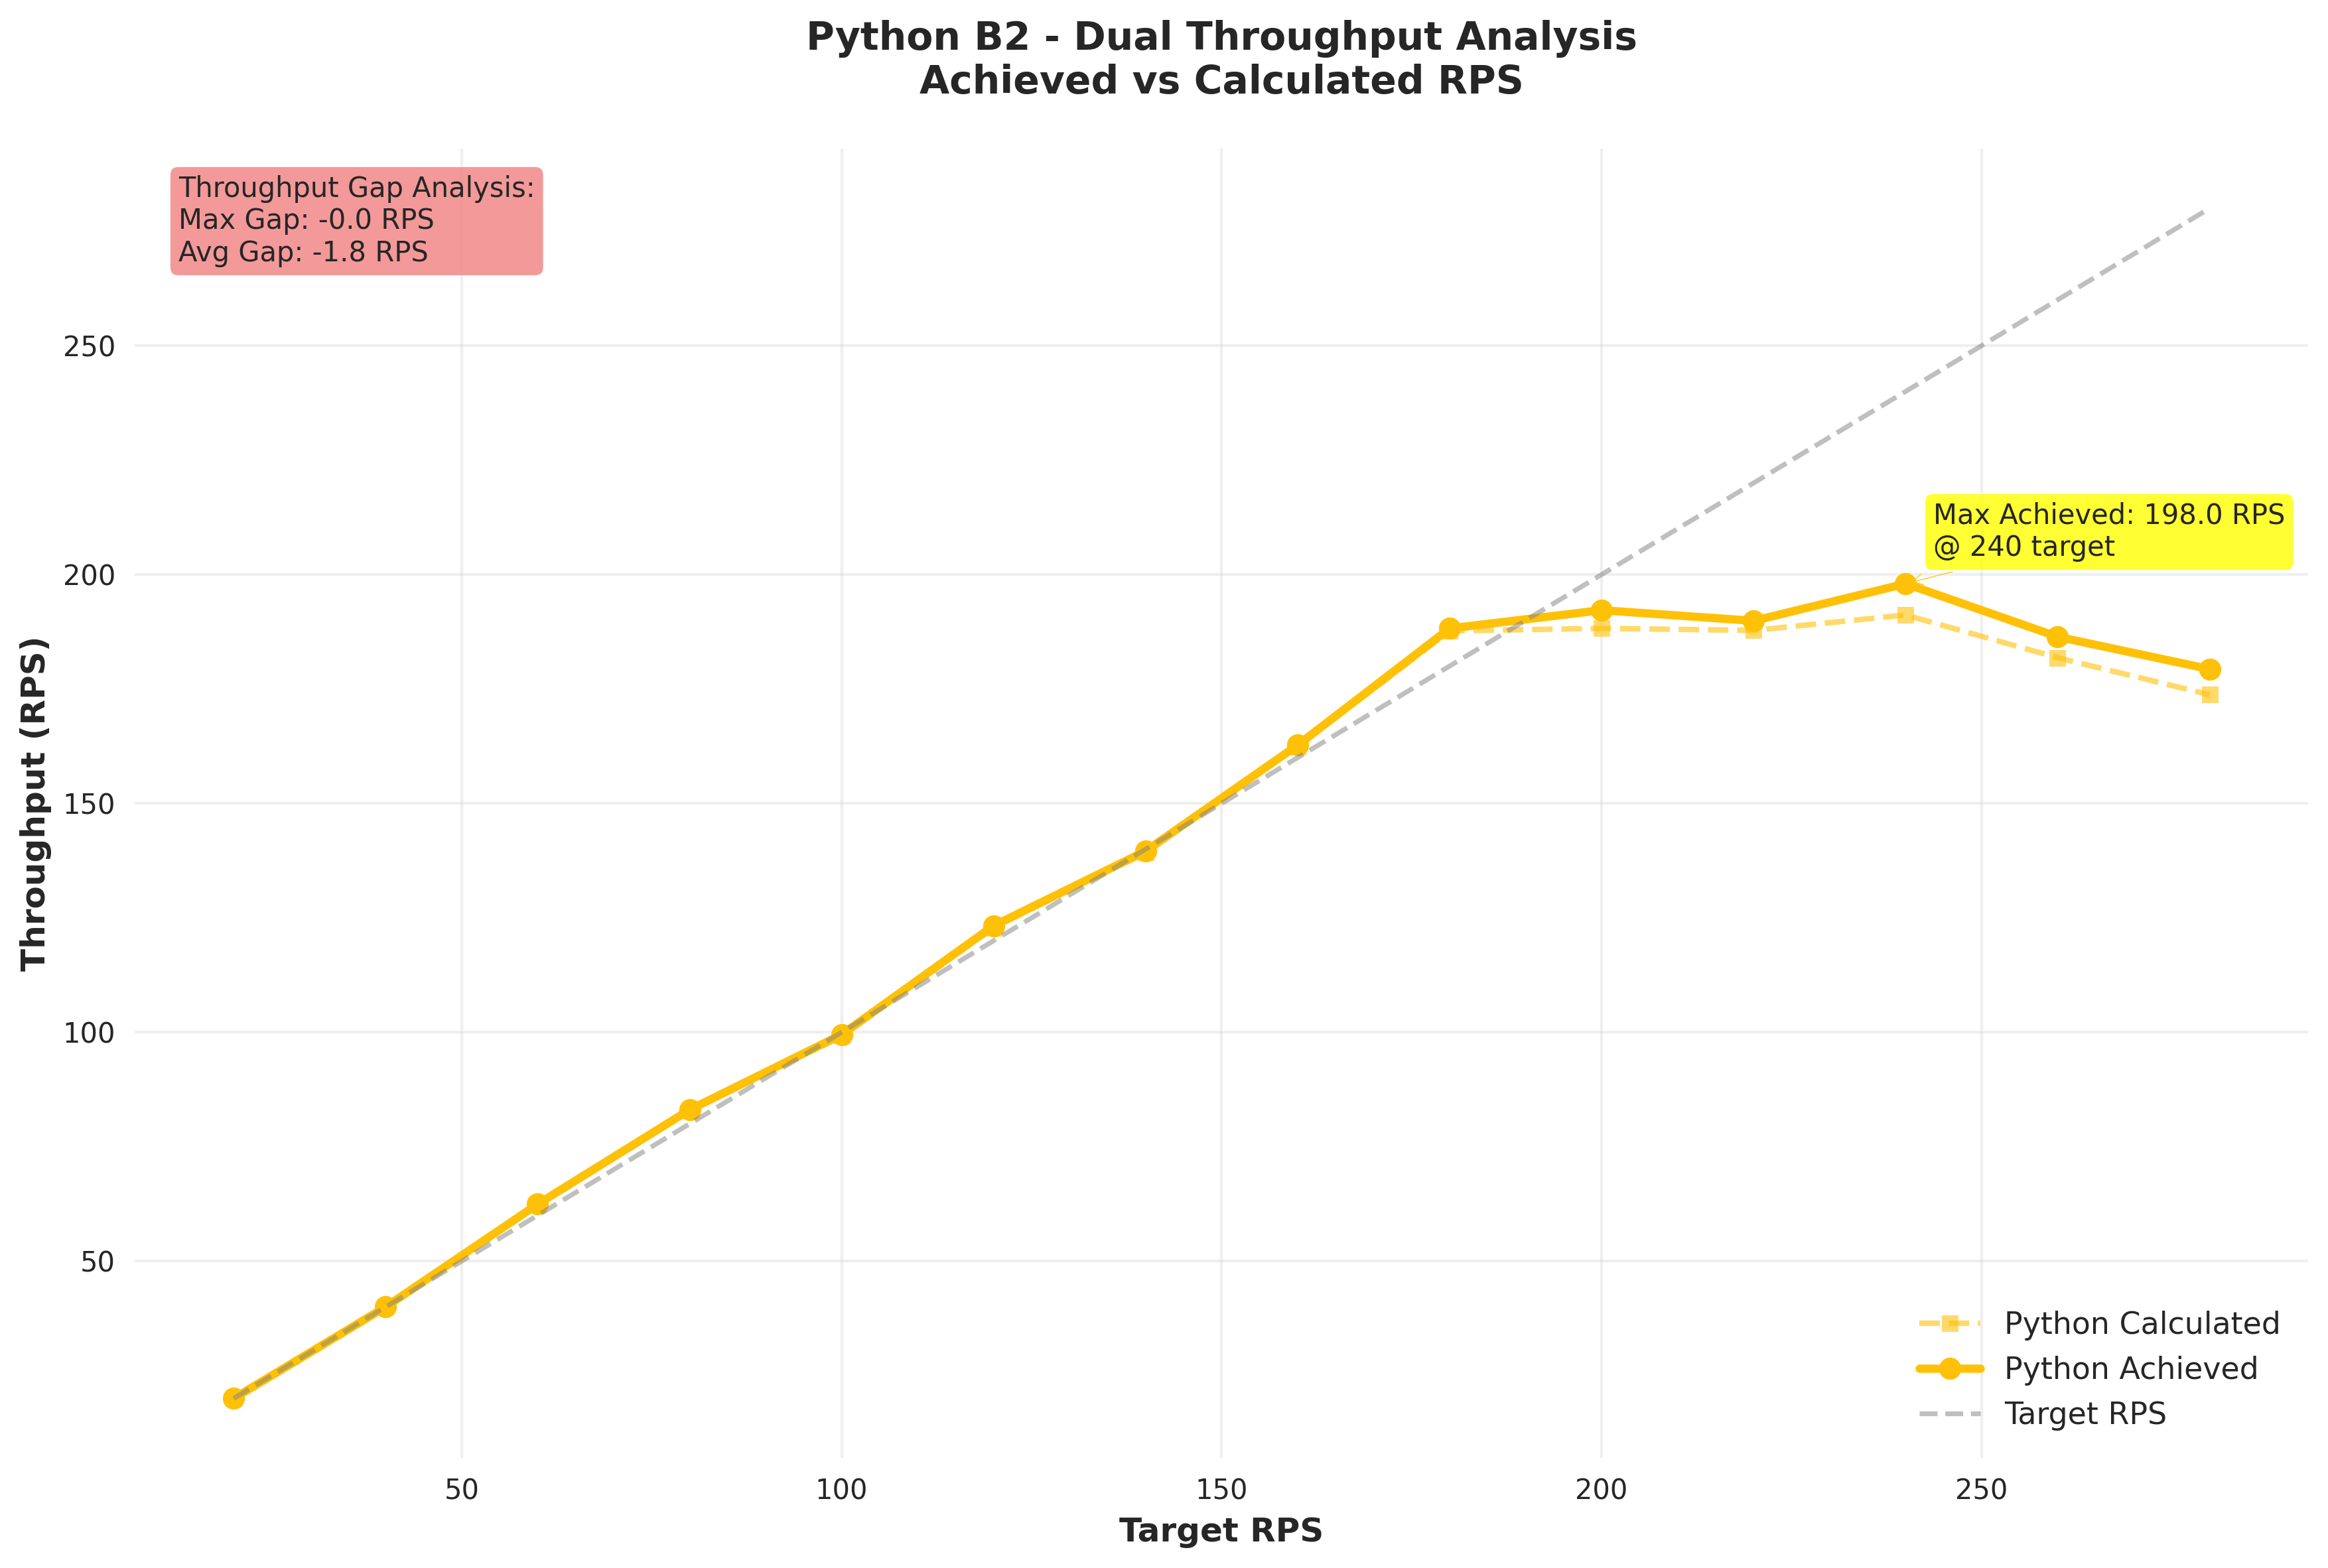 Python B2 - Dual Throughput Analysis
Achieved vs Calculated RPS
Throughput Gap Analysis:
Max Gap: -0.0 RPS
Avg Gap: -1.8 RPS
Max Achieved: 198.0 RPS
@ 240 target
Throughput (RPS)
250
200
150
100
50
Python Calculated
Python Achieved
Target RPS
50
100
150
200
250
Target RPS